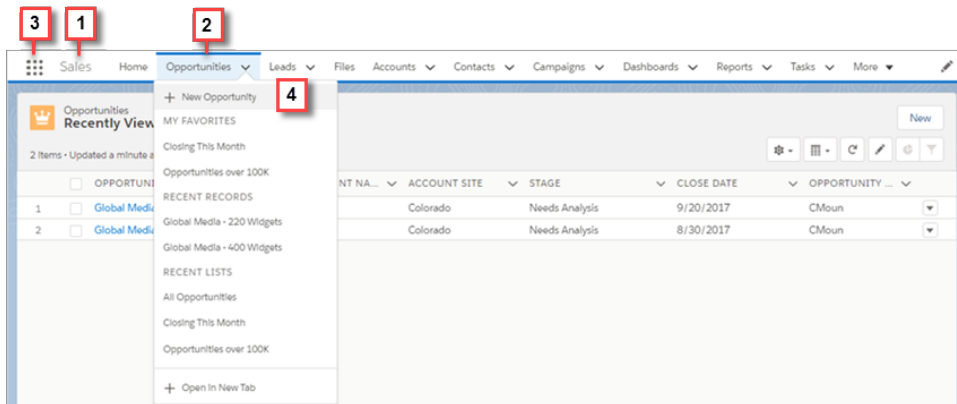 3 1 2
Sales Home Opportunities Leads Files Accounts Contacts Campaigns Dashboards Reports Tasks More
+ New Opportunity 4
Opportunities
Recently View
New
MY FAVORITES
2 items • Updated a minute a
Closing This Month
Opportunities over 100K
OPPORTUNI NT NA... ACCOUNT SITE STAGE CLOSE DATE OPPORTUNITY ...
RECENT RECORDS
1 Global Media Colorado Needs Analysis 9/20/2017 CMoun
Global Media - 220 Widgets
2 Global Media Colorado Needs Analysis 8/30/2017 CMoun
Global Media - 400 Widgets
RECENT LISTS
All Opportunities
Closing This Month
Opportunities over 100K
+ Open In New Tab